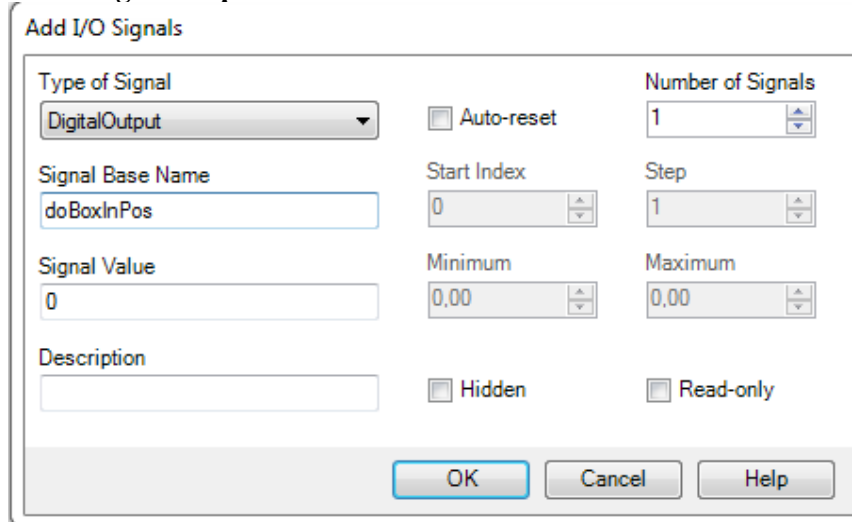 Add I/O Signals
Type of Signal
Number of Signals
DigitalOutput
Auto-reset
1
Signal Base Name
Start Index
Step
doBoxInPos
0
1
Signal Value
Minimum
Maximum
0
0,00
0,00
Description
Hidden
Read-only
OK
Cancel
Help